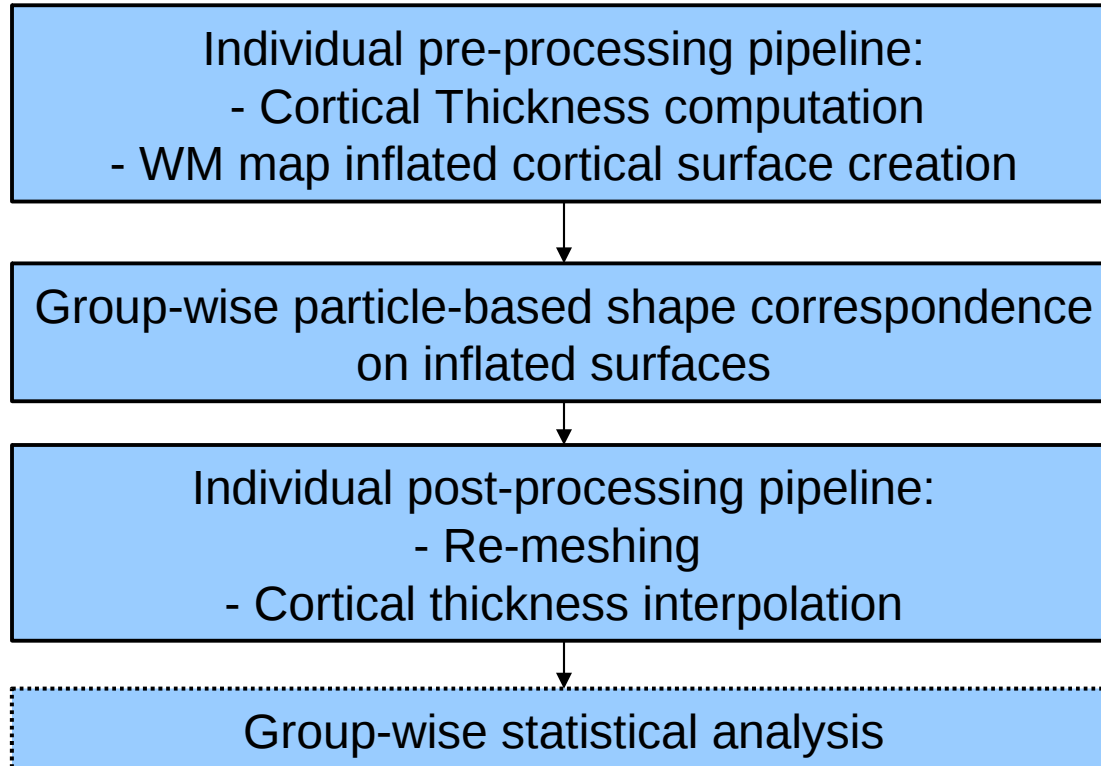 Individual pre-processing pipeline:
- Cortical Thickness computation
- WM map inflated cortical surface creation
Group-wise particle-based shape correspondence
on inflated surfaces
Individual post-processing pipeline:
- Re-meshing
- Cortical thickness interpolation
Group-wise statistical analysis